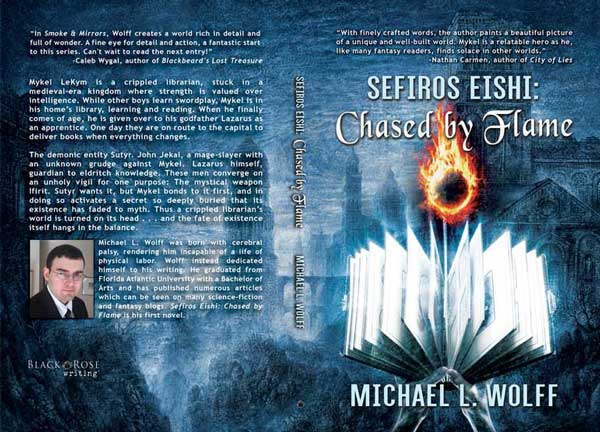 "In Smoke & Mirrors, Wolff creates a world rich in detail and
full of wonder. A fine eye for detail and action, a fantastic start
to this series. Can't wait to read the next entry!"
-Caleb Wygal, author of Blackbeard's Lost Treasure
Mykel LeKym is a crippled librarian, stuck in a
medieval-era kingdom where strength is valued over
intelligence. While other boys learn swordplay, Mykel is in
his home's library, learning and reading. When he finally
comes of age, he is given over to his godfather Lazarus as
an apprentice. One day they are on route to the capital to
deliver books when everything changes.
The demonic entity Sutyr. John Jekai, a mage-slayer with
an unknown grudge against Mykel. Lazarus himself,
guardian to eldritch knowledge. These men converge on
an unholy vigil for one purpose: The mystical weapon
Ifirit. Sutyr wants it, but Mykel bonds to it first, and in
doing so activates a secret so deeply buried that its
existence has faded to myth. Thus a crippled librarian's
world is turned on its head . . . and the fate of existence
itself hangs in the balance.
Michael L. Wolff was born with cerebral
palsy, rendering him incapable of a life of
physical labor. Wolff instead dedicated
himself to his writing. He graduated from
Florida Atlantic University with a Bachelor of
Arts and has published numerous articles
which can be seen on many science-fiction
and fantasy blogs. Sefiros Eishi: Chased by
Flame is his first novel.
BLACK ROSE
writing
SEFIROS EISHI: Chased by Flame
MICHAEL L. WOLFF
"With finely crafted words, the author paints a beautiful picture
of a unique and well-built world. Mykel is a relatable hero as he,
like many fantasy readers, finds solace in other worlds."
-Nathan Carmen, author of City of Lies
SEFIROS EISHI:
Chased by Flame
MICHAEL L. WOLFF